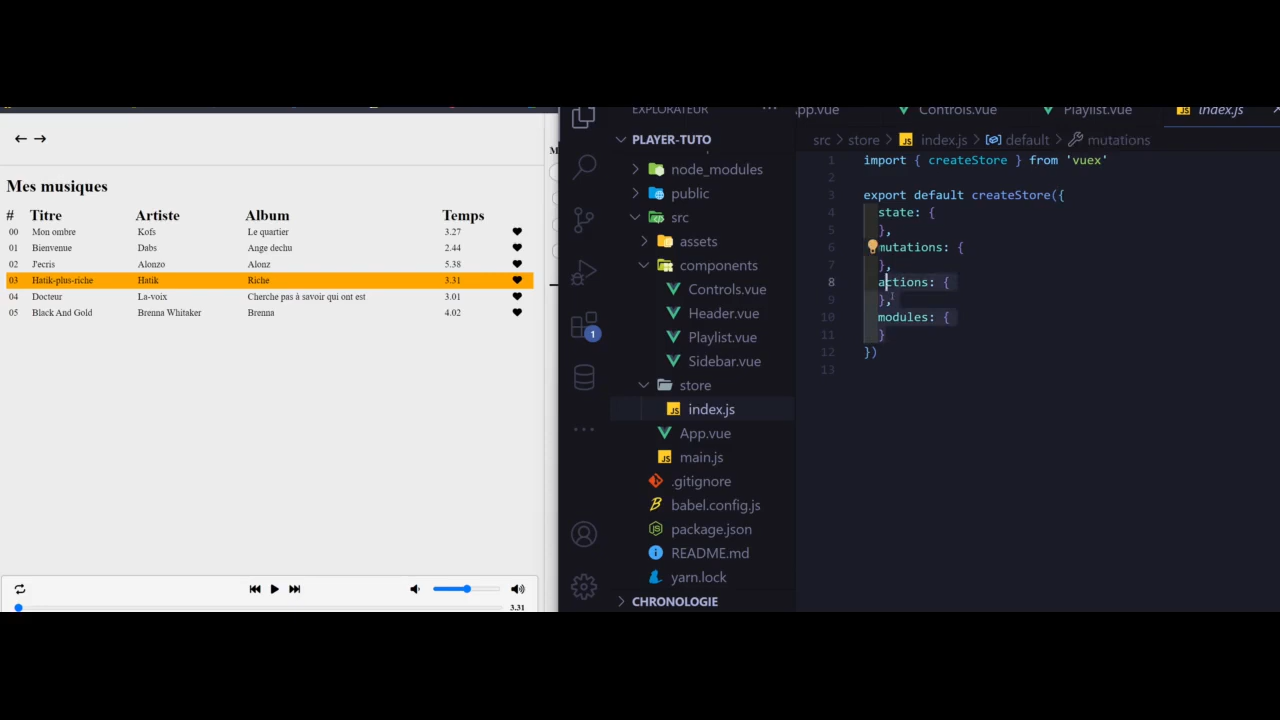 Mes musiques
# Titre Artiste Album Temps
00 Mon ombre Kofs Le quartier 3.27
01 Bienvenue Dabs Ange dechu 2.44
02 J'ecris Alonzo Alonz 5.38
03 Hatik-plus-riche Hatik Riche 3.31
04 Docteur La-voix Cherche pas à savoir qui ont est 3.01
05 Black And Gold Brenna Whitaker Brenna 4.02
3.31
M
EXPLORATEUR
PLAYER-TUTO
node_modules
public
src
assets
components
Controls.vue
Header.vue
Playlist.vue
Sidebar.vue
store
JS index.js
App.vue
JS main.js
.gitignore
babel.config.js
package.json
README.md
yarn.lock
CHRONOLOGIE
1
pp.vue Controls.vue Playlist.vue JS index.js
src > store > JS index.js > default > mutations
1 import { createStore } from 'vuex'
2
3 export default createStore({
4 state: {
5 },
6 mutations: {
7 },
8 actions: {
9 },
10 modules: {
11 }
12 })
13